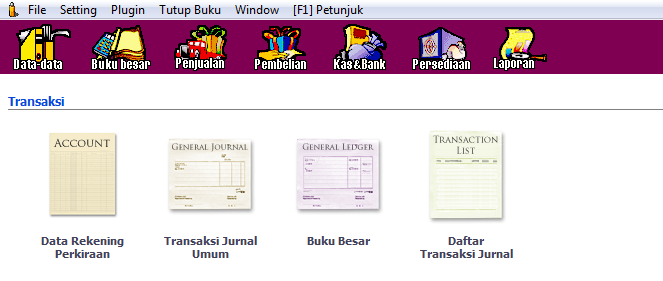 File Setting Plugin Tutup Buku Window [F1] Petunjuk
Data-data Buku besar Penjualan Pembelian Kas&Bank Persediaan Laporan
Transaksi
ACCOUNT GENERAL JOURNAL GENERAL LEDGER TRANSACTION
LIST
Data Rekening Transaksi Jurnal Buku Besar Daftar
Perkiraan Umum Transaksi Jurnal